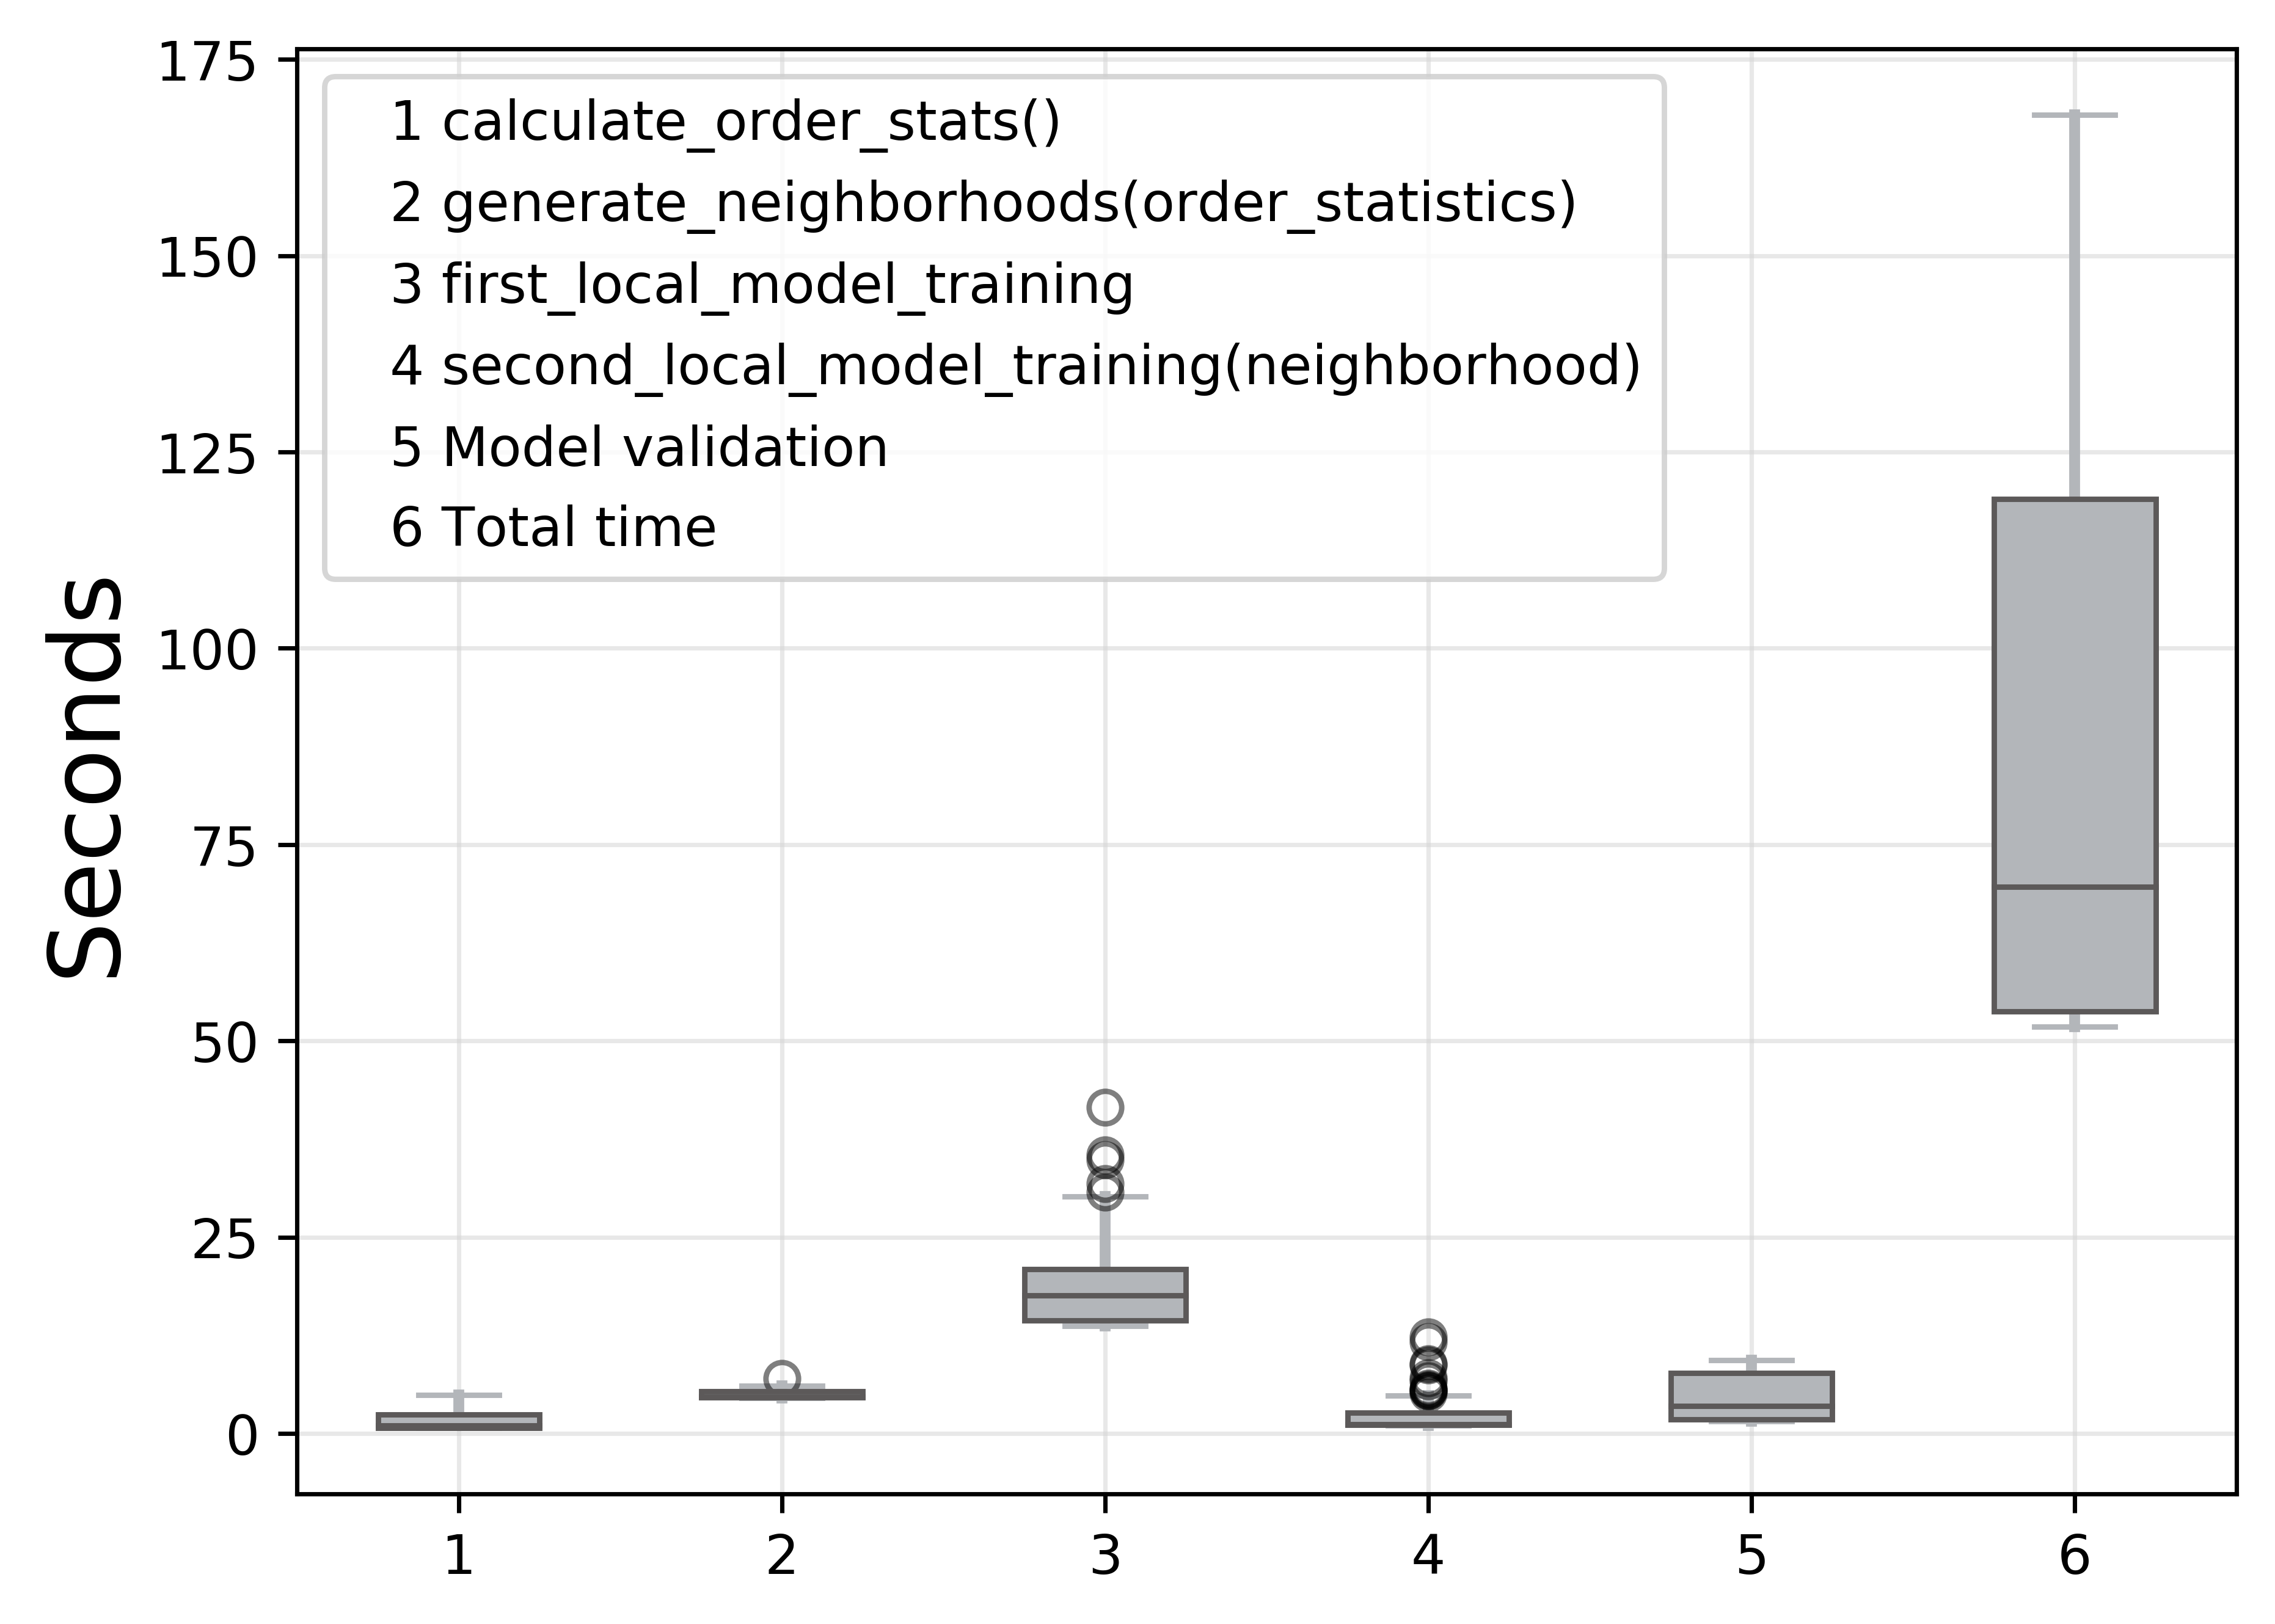 175
150
125
100
75
50
25
0
Seconds
1 calculate_order_stats()
2 generate_neighborhoods(order_statistics)
3 first_local_model_training
4 second_local_model_training(neighborhood)
5 Model validation
6 Total time
1 2 3 4 5 6